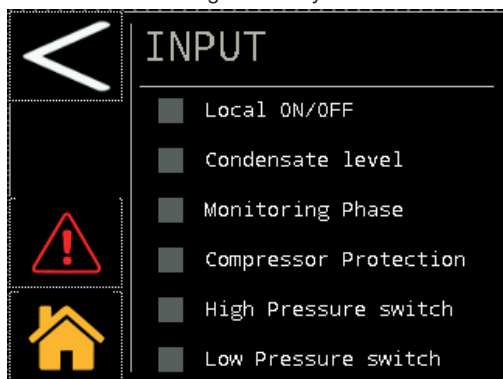 INPUT
Local ON/OFF
Condensate level
Monitoring Phase
Compressor Protection
High Pressure switch
Low Pressure switch